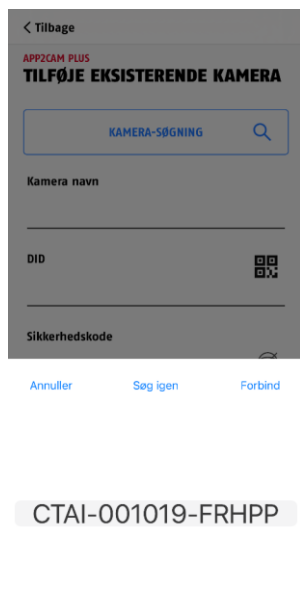 Tilbage
APP2CAM PLUS
TILFØJE EKSISTERENDE KAMERA
KAMERA-SØGNING
Kamera navn
DID
Sikkerhedskode
Annuller Søg igen Forbind
CTAI-001019-FRHPP